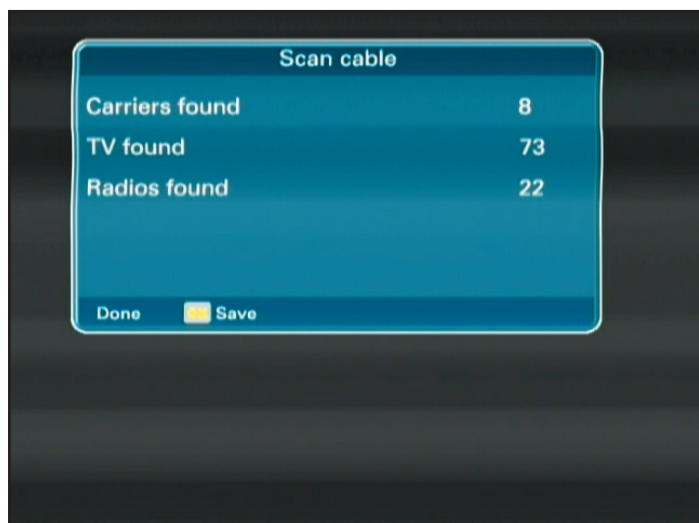 Scan cable
Carriers found 8
TV found 73
Radios found 22
Done OK Save